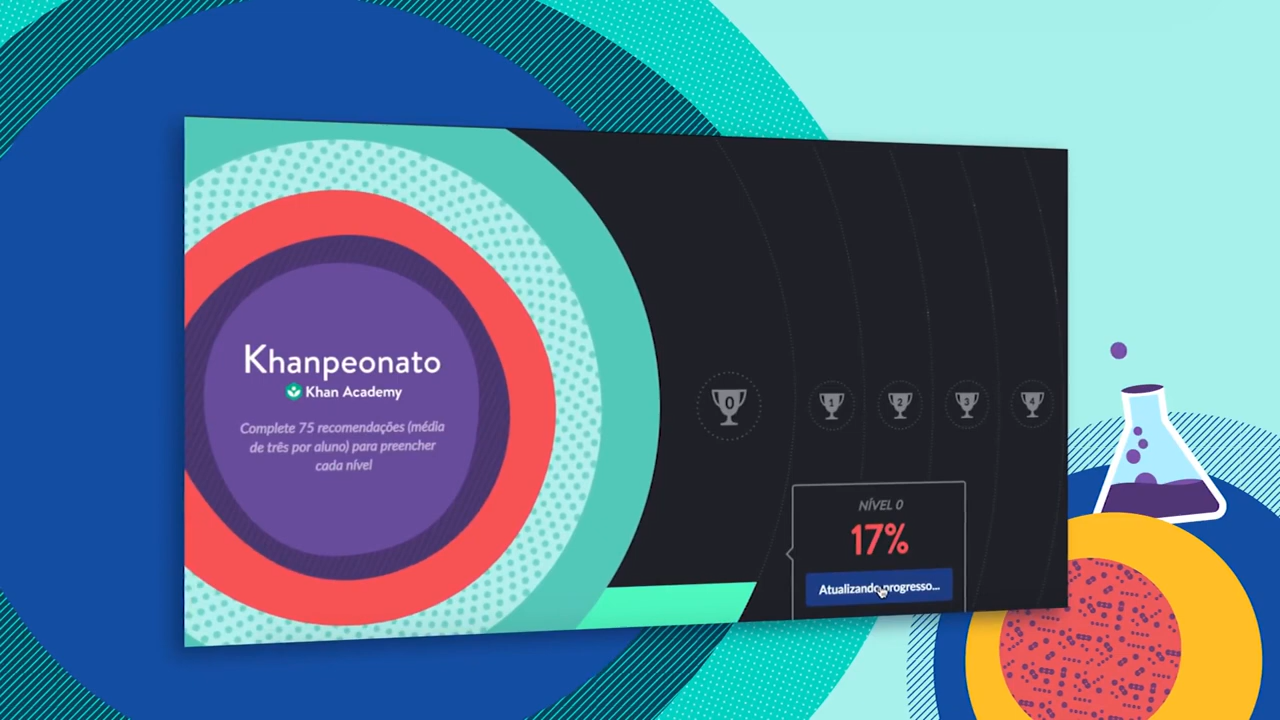 Khanpeonato
Khan Academy
Complete 75 recomendações (média
de três por aluno) para preencher
cada nível
0
1
2
3
4
NÍVEL 0
17%
Atualizando progresso...